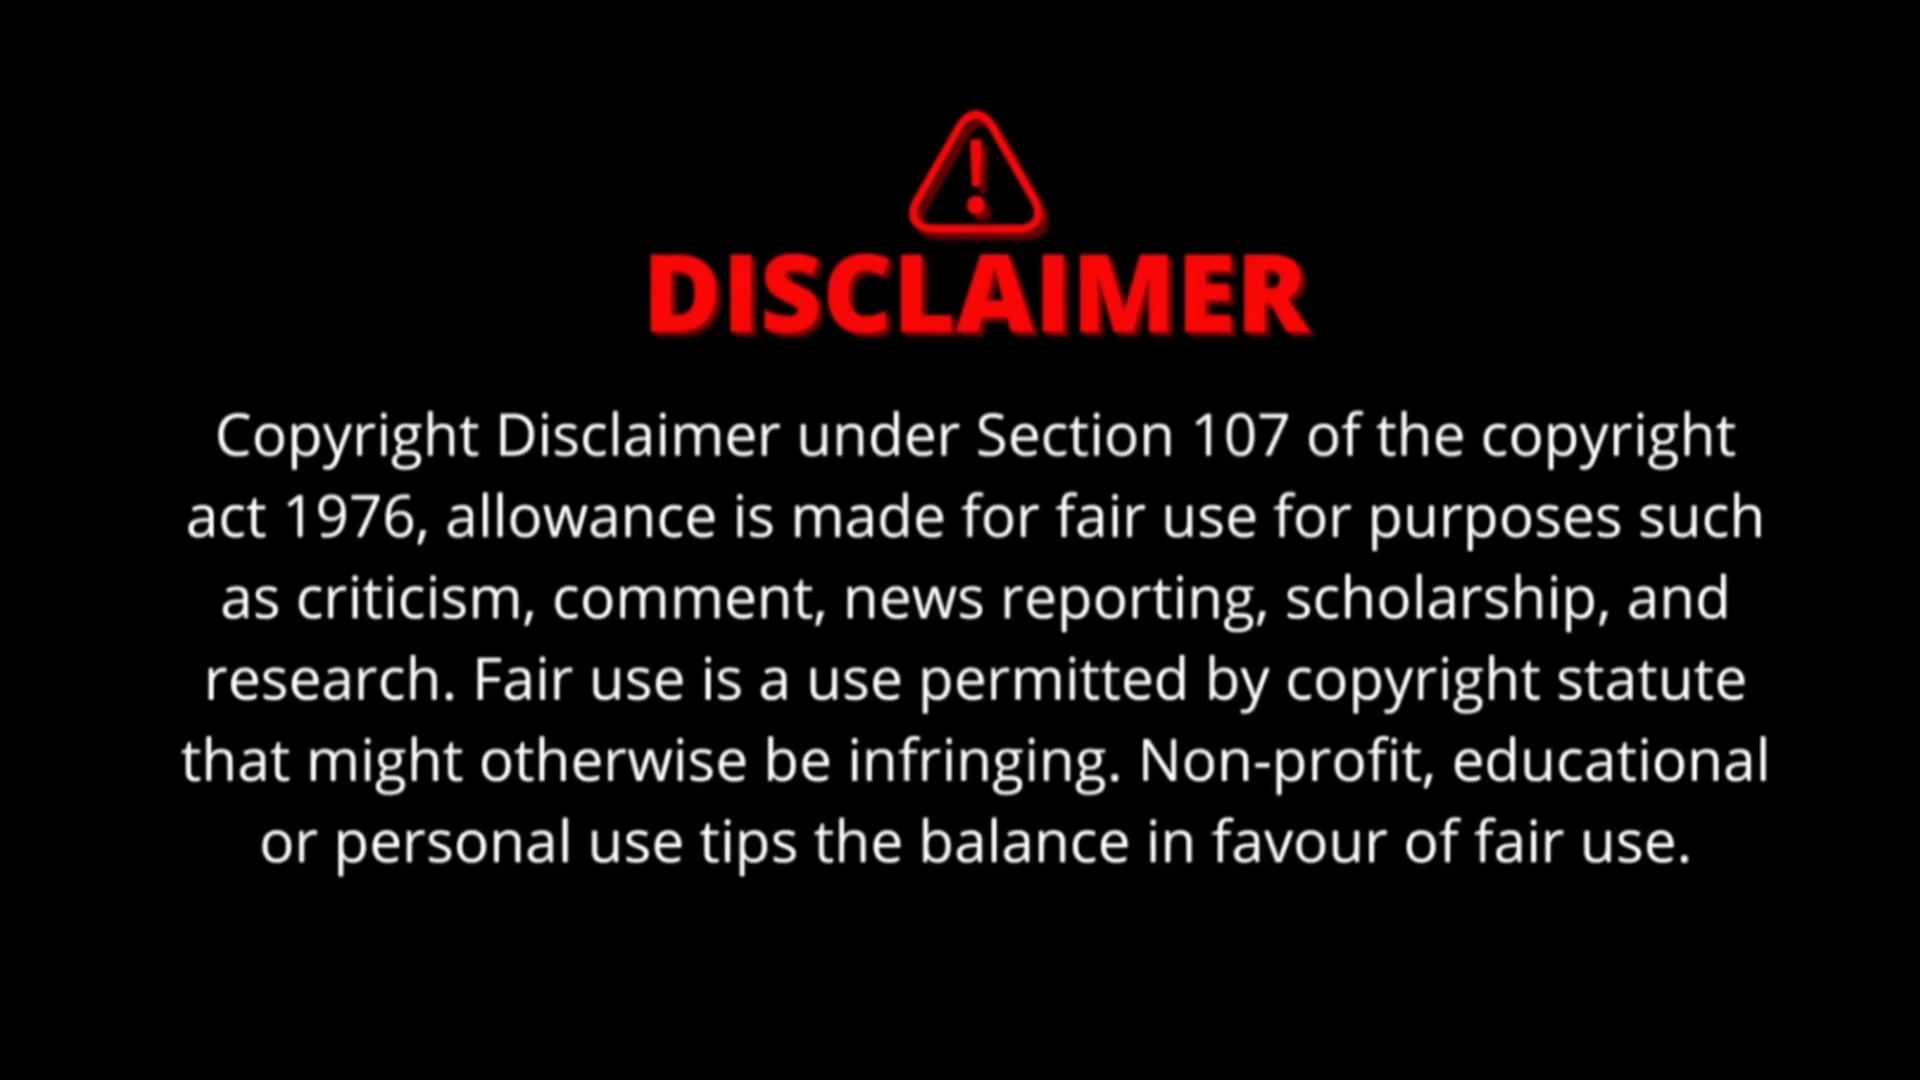 DISCLAIMER
Copyright Disclaimer under Section 107 of the copyright
act 1976, allowance is made for fair use for purposes such
as criticism, comment, news reporting, scholarship, and
research. Fair use is a use permitted by copyright statute
that might otherwise be infringing. Non-profit, educational
or personal use tips the balance in favour of fair use.